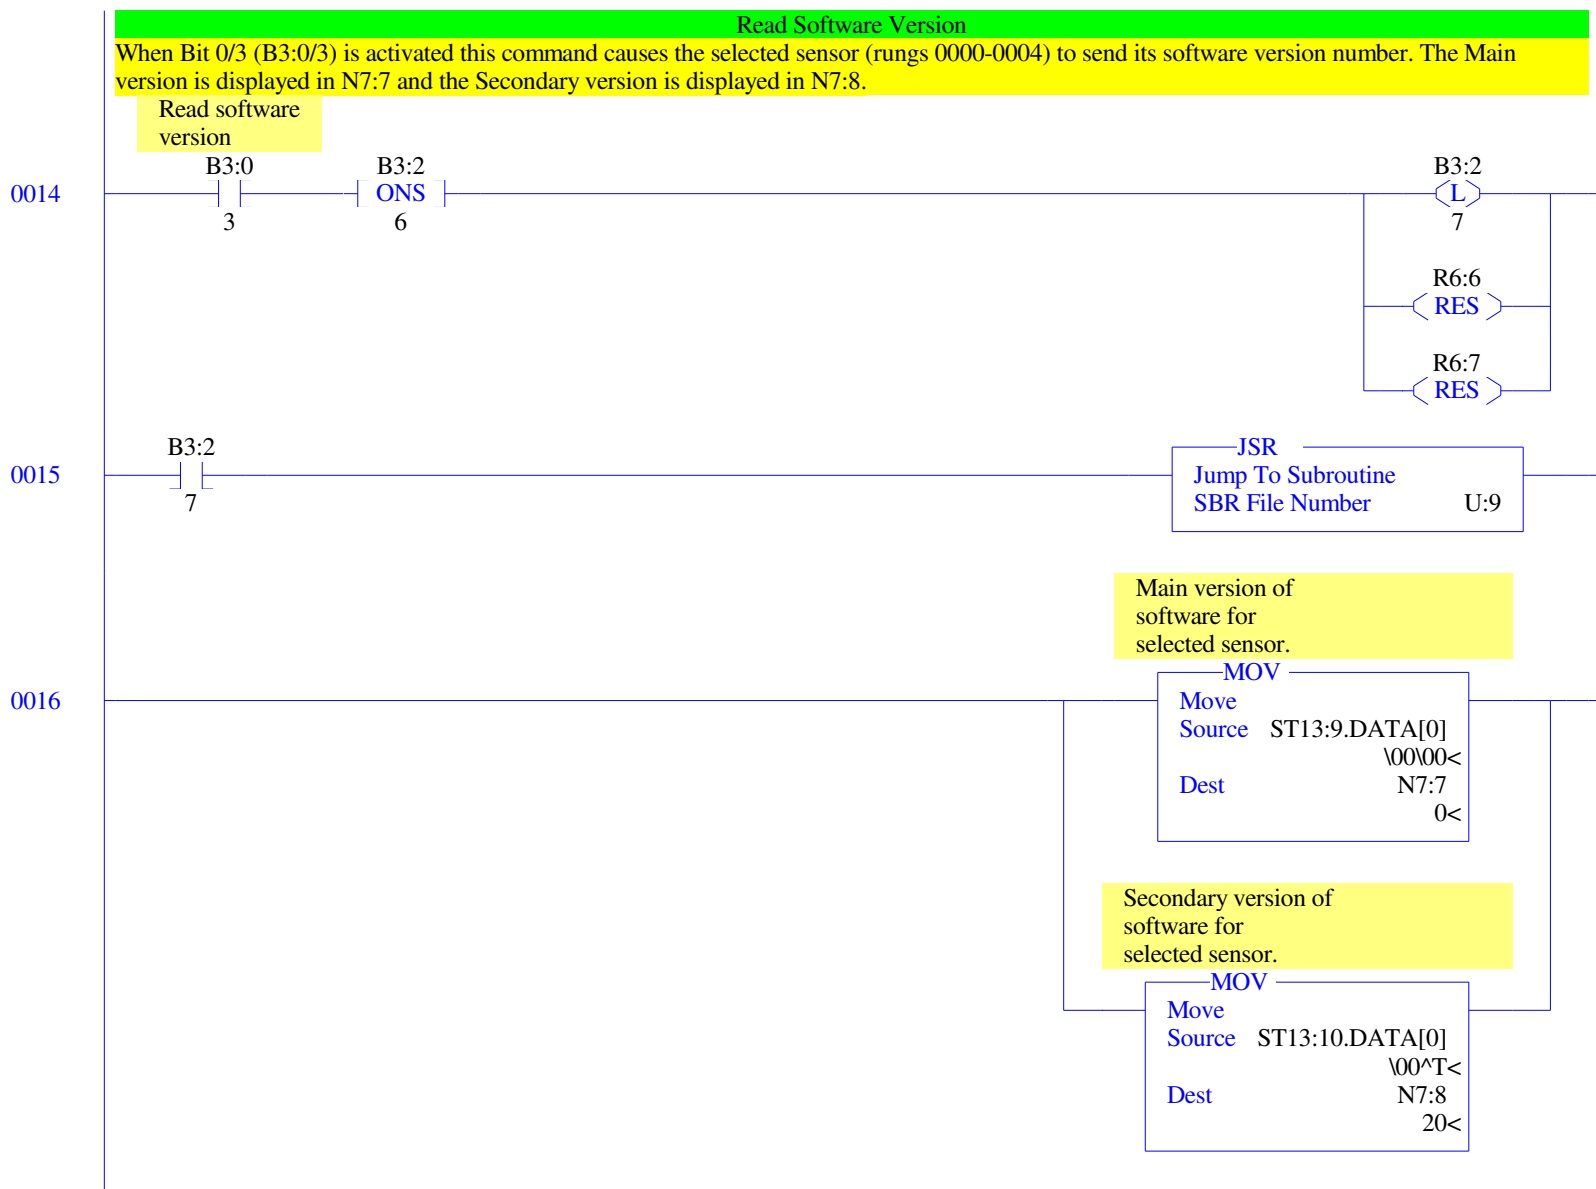 Read Software Version
When Bit 0/3 (B3:0/3) is activated this command causes the selected sensor (rungs 0000-0004) to send its software version number. The Main
version is displayed in N7:7 and the Secondary version is displayed in N7:8.
Read software
version
B3:0 B3:2 B3:2
0014 ONS L
3 6 7
R6:6
RES
R6:7
RES
B3:2 JSR
0015 Jump To Subroutine
7 SBR File Number U:9
Main version of
software for
selected sensor.
MOV
0016 Move
Source ST13:9.DATA[0]
\00\00<
Dest N7:7
0<
Secondary version of
software for
selected sensor.
MOV
Move
Source ST13:10.DATA[0]
\00^T<
Dest N7:8
20<